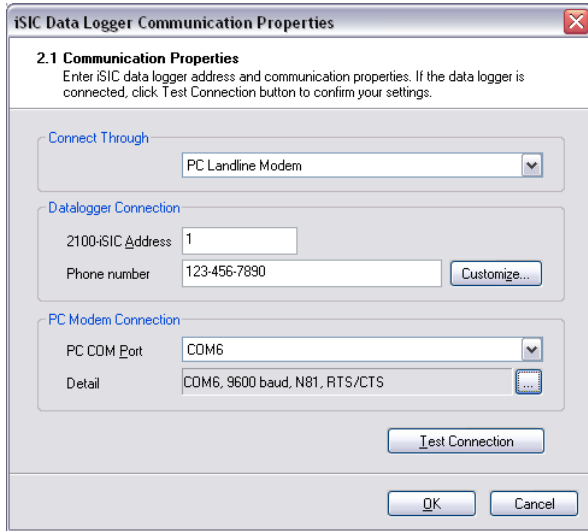 iSIC Data Logger Communication Properties
2.1 Communication Properties
Enter iSIC data logger address and communication properties. If the data logger is
connected, click Test Connection button to confirm your settings.
Connect Through
PC Landline Modem
Datalogger Connection
2100-iSIC Address 1
Phone number 123-456-7890 Customize...
PC Modem Connection
PC COM Port COM6
Detail COM6, 9600 baud, N81, RTS/CTS ...
Test Connection
OK Cancel